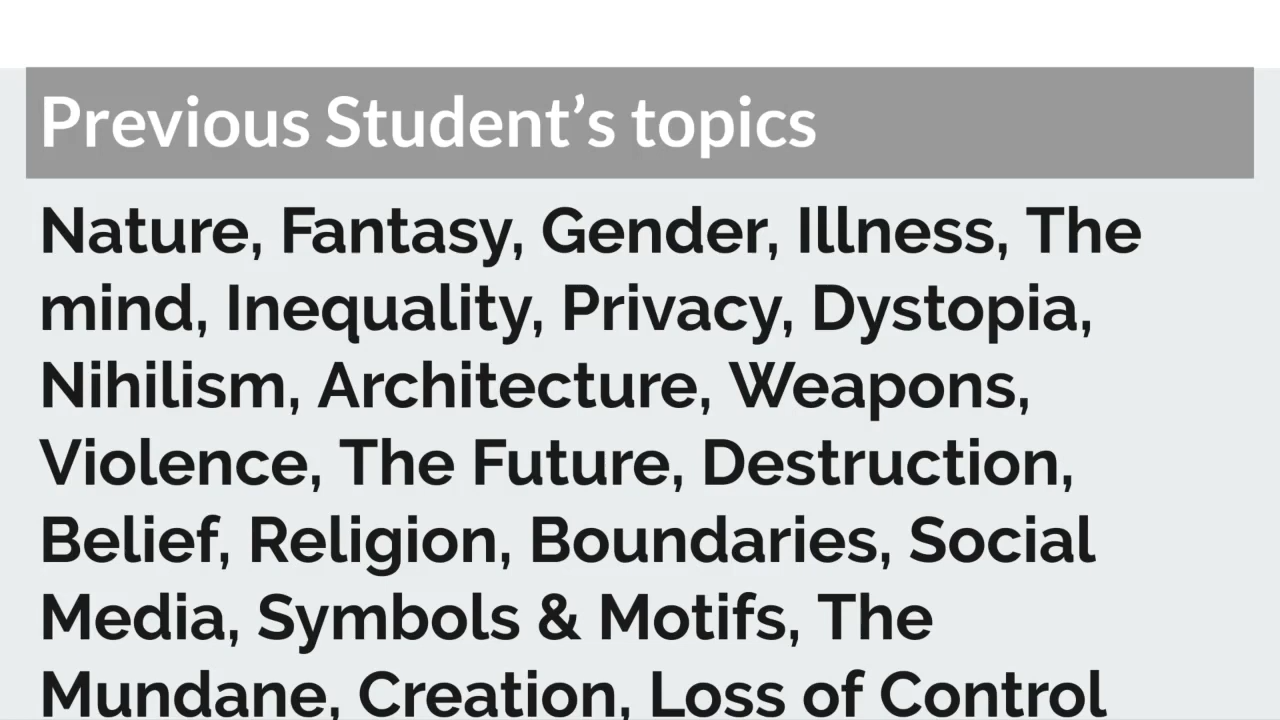 Previous Student’s topics
Nature, Fantasy, Gender, Illness, The
mind, Inequality, Privacy, Dystopia,
Nihilism, Architecture, Weapons,
Violence, The Future, Destruction,
Belief, Religion, Boundaries, Social
Media, Symbols & Motifs, The
Mundane, Creation, Loss of Control